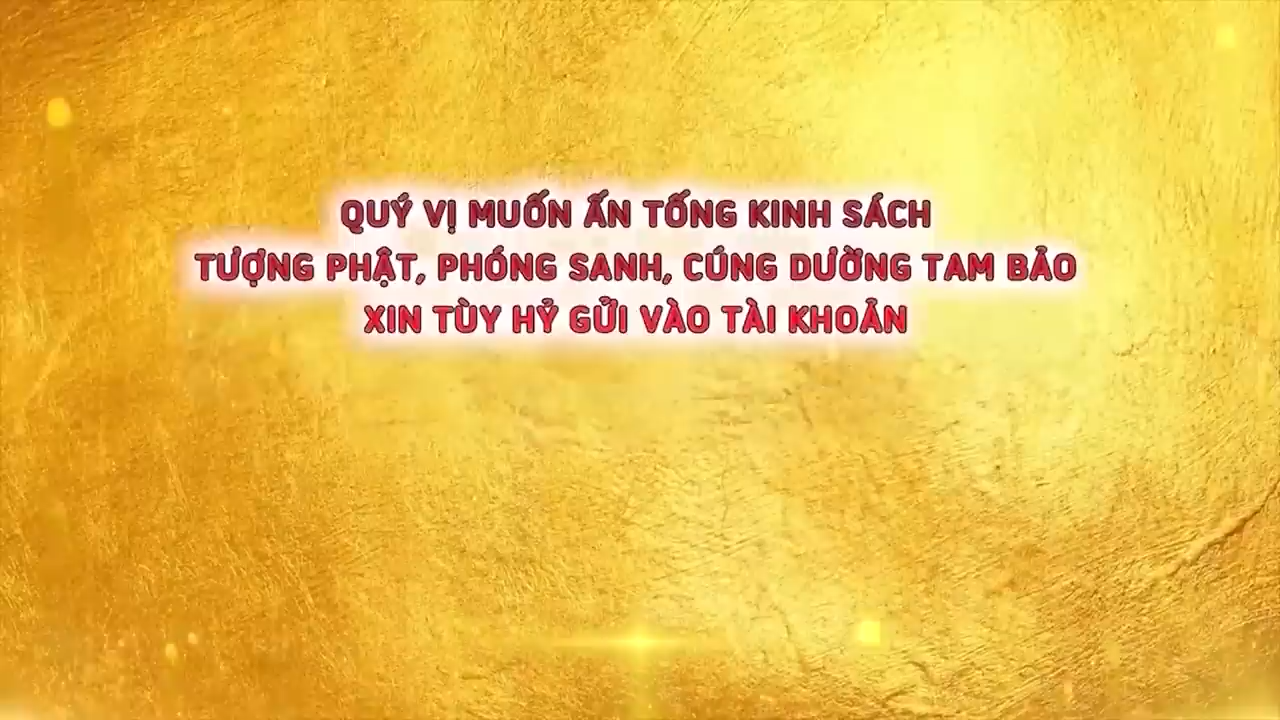 QUÝ VỊ MUỐN ẤN TỐNG KINH SÁCH
TƯỢNG PHẬT, PHÓNG SANH, CÚNG DƯỜNG TAM BẢO
XIN TÙY HỶ GỬI VÀO TÀI KHOẢN